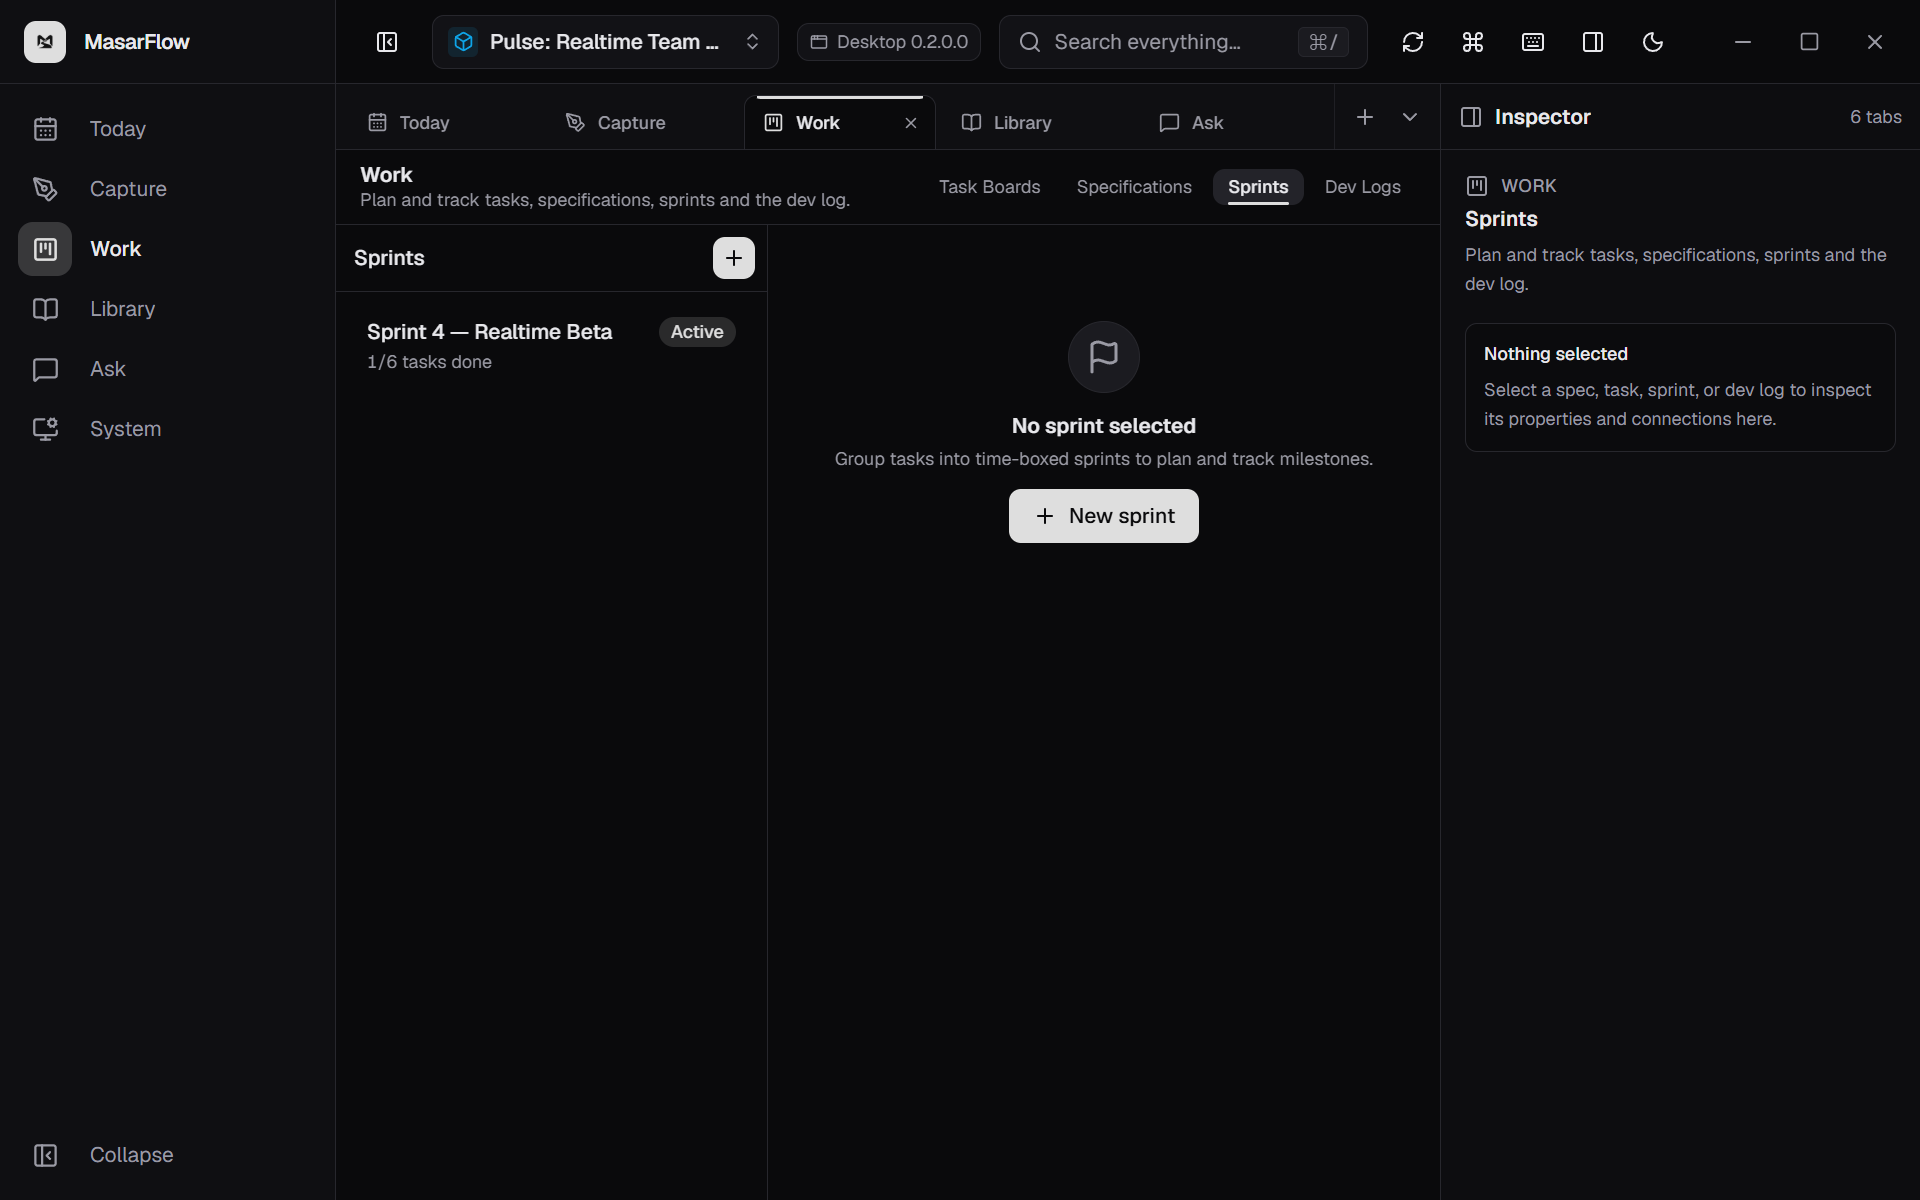 MasarFlow
Pulse: Realtime Team ...
Desktop 0.2.0.0
Search everything...
⌘/
Today
Capture
Work
Library
Ask
System
Collapse
Today
Capture
Work
Library
Ask
Work
Plan and track tasks, specifications, sprints and the dev log.
Task Boards
Specifications
Sprints
Dev Logs
Sprints
Sprint 4 — Realtime Beta
Active
1/6 tasks done
No sprint selected
Group tasks into time-boxed sprints to plan and track milestones.
New sprint
Inspector
6 tabs
WORK
Sprints
Plan and track tasks, specifications, sprints and the
dev log.
Nothing selected
Select a spec, task, sprint, or dev log to inspect
its properties and connections here.